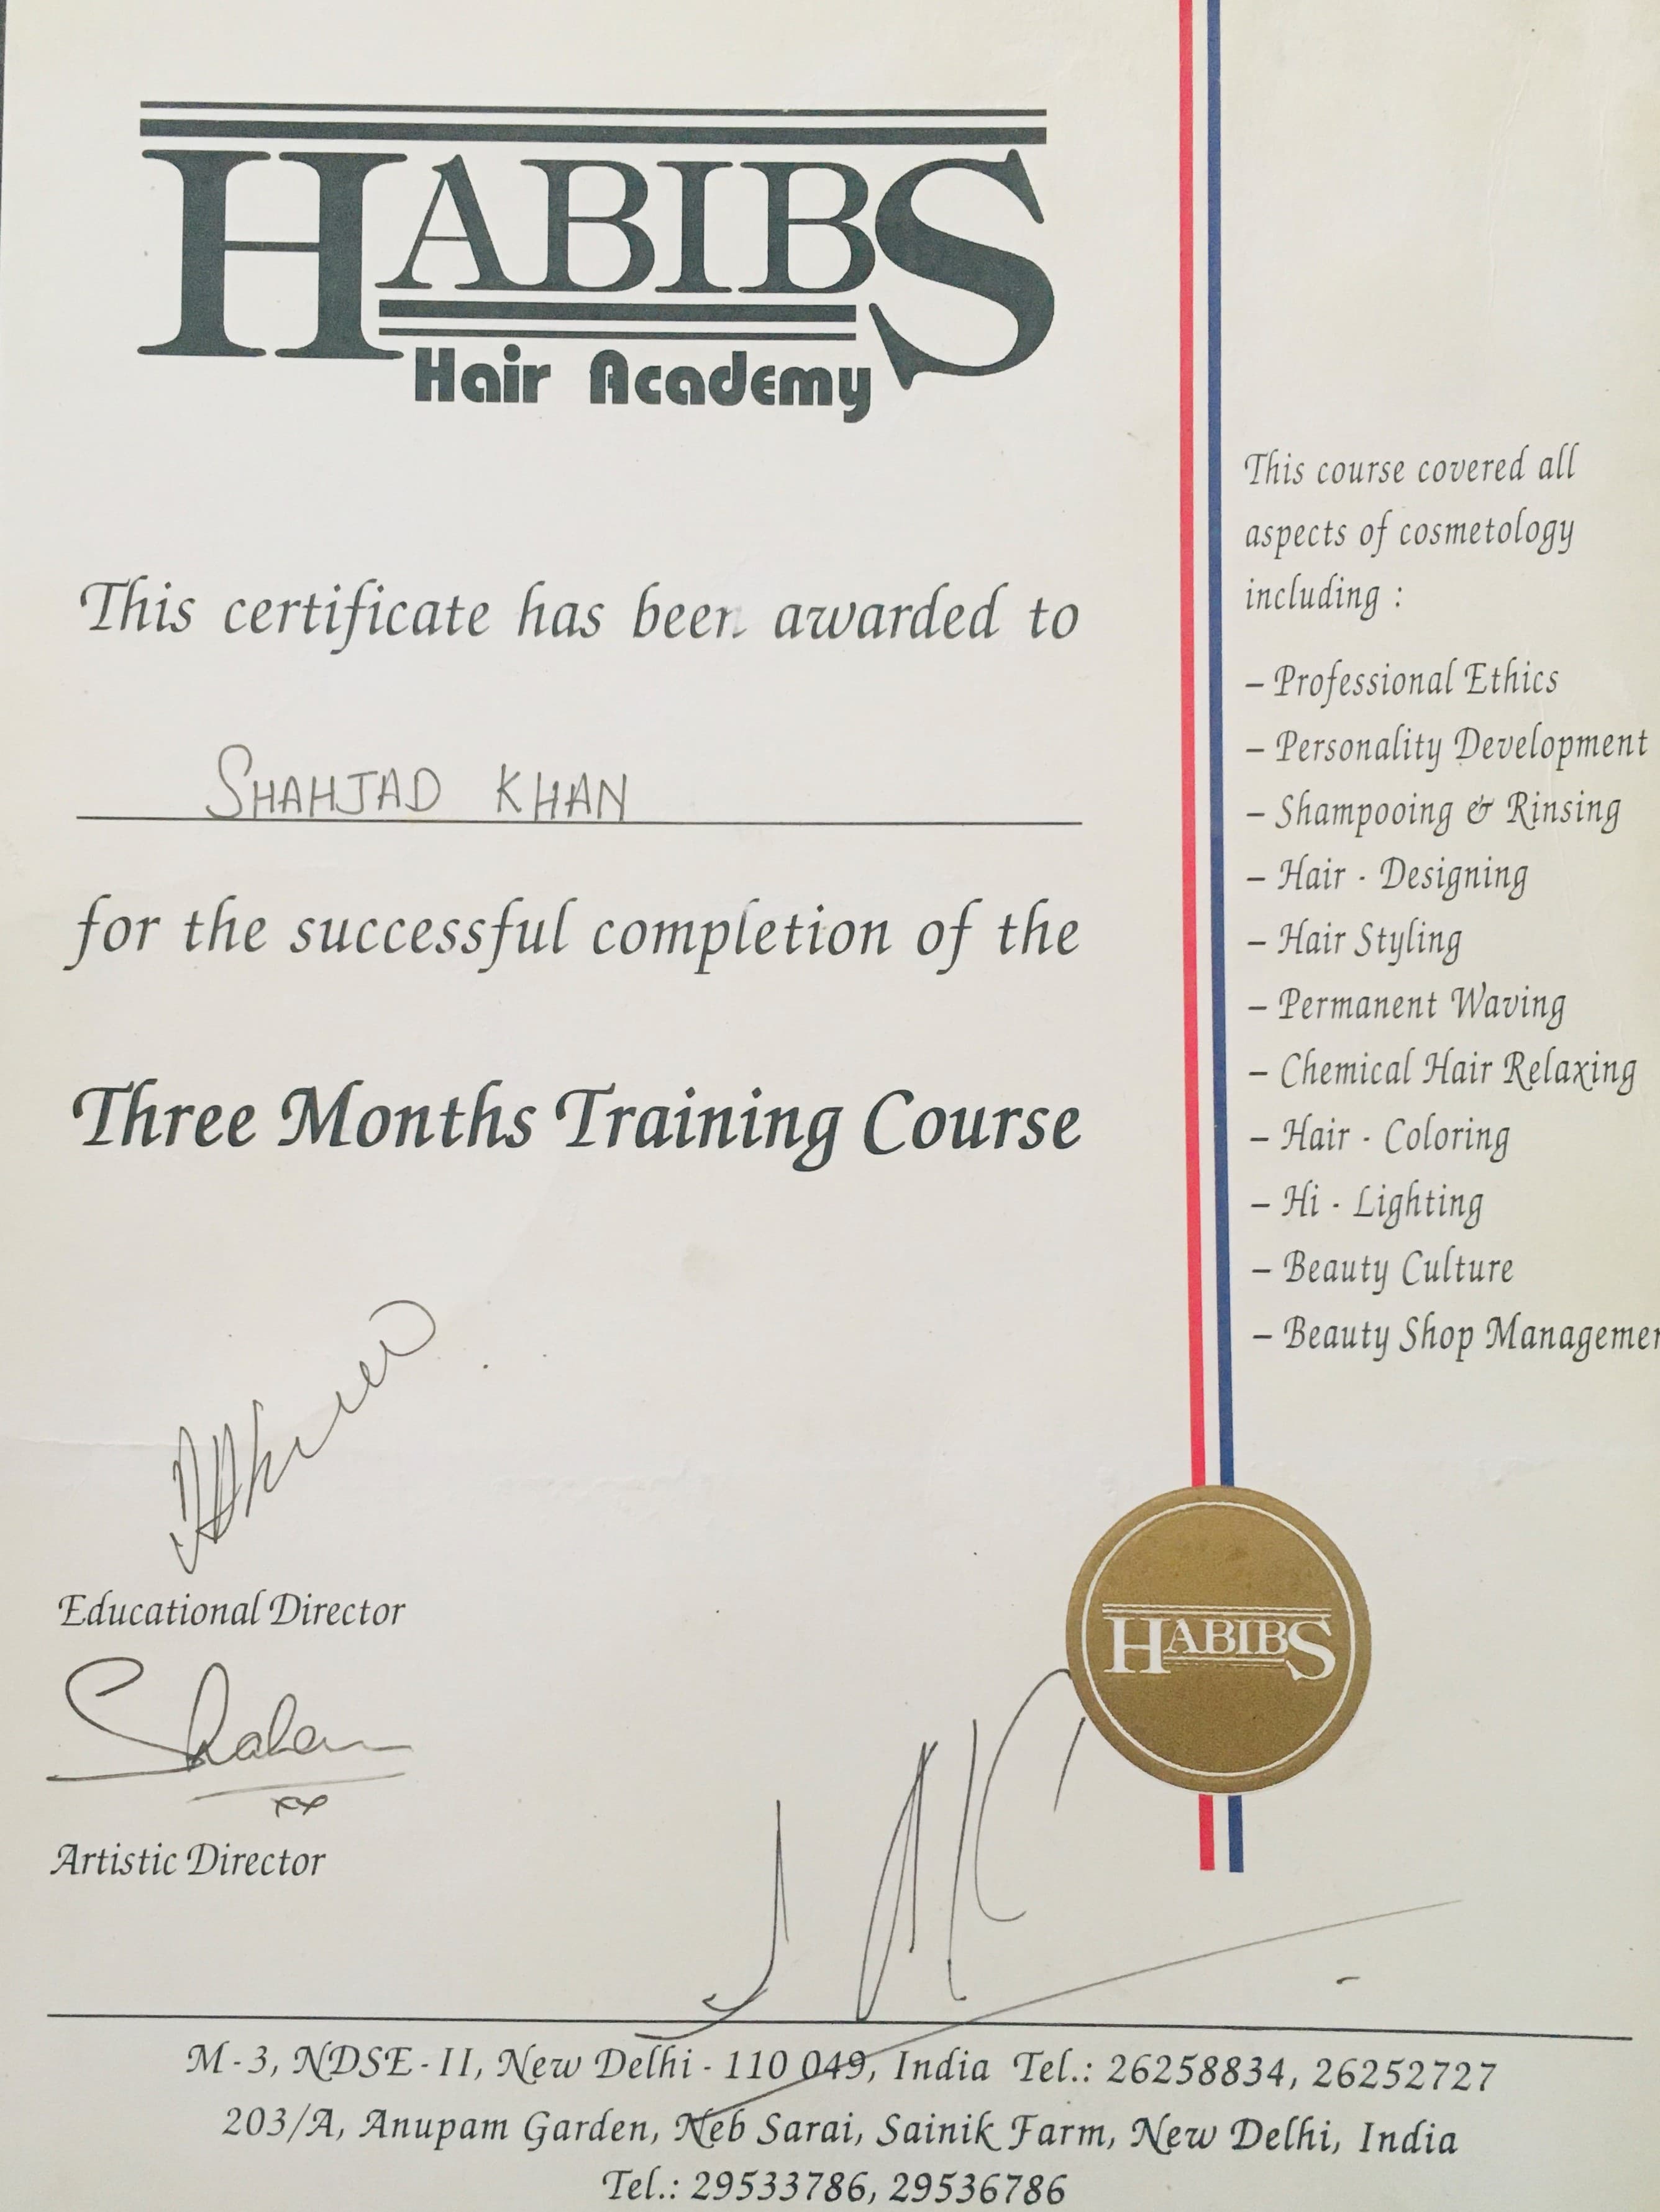 HABIBS
Hair Academy
This certificate has been awarded to
SHAHJAD KHAN
for the successful completion of the
Three Months Training Course
Educational Director
Artistic Director
This course covered all
aspects of cosmetology
including :
– Professional Ethics
– Personality Development
– Shampooing & Rinsing
– Hair - Designing
– Hair Styling
– Permanent Waving
– Chemical Hair Relaxing
– Hair - Coloring
– Hi - Lighting
– Beauty Culture
– Beauty Shop Managemen
HABIBS
M - 3, NDSE - II, New Delhi - 110 049, India Tel.: 26258834, 26252727
203/A, Anupam Garden, Neb Sarai, Sainik Farm, New Delhi, India
Tel.: 29533786, 29536786